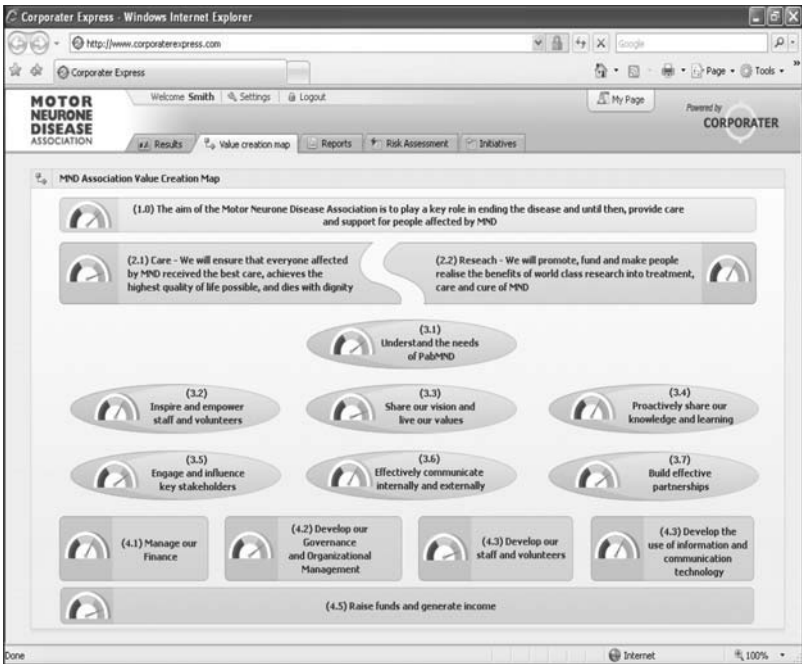 Corporater Express - Windows Internet Explorer
http://www.corporaterexpress.com
Google
Corporater Express
Page
Tools
MOTOR
NEURONE
DISEASE
ASSOCIATION
Welcome Smith
Settings
Logout
My Page
Powered by
CORPORATER
Results
Value creation map
Reports
Risk Assessment
Initiatives
MND Association Value Creation Map
(1.0) The aim of the Motor Neurone Disease Association is to play a key role in ending the disease and until then, provide care
and support for people affected by MND
(2.1) Care - We will ensure that everyone affected
by MND received the best care, achieves the
highest quality of life possible, and dies with dignity
(2.2) Reseach - We will promote, fund and make people
realise the benefits of world class research into treatment,
care and cure of MND
(3.1)
Understand the needs
of PabMND
(3.2)
Inspire and empower
staff and volunteers
(3.3)
Share our vision and
live our values
(3.4)
Proactively share our
knowledge and learning
(3.5)
Engage and influence
key stakeholders
(3.6)
Effectively communicate
internally and externally
(3.7)
Build effective
partnerships
(4.1) Manage our
Finance
(4.2) Develop our
Governance
and Organizational
Management
(4.3) Develop our
staff and volunteers
(4.3) Develop the
use of information and
communication
technology
(4.5) Raise funds and generate income
Done
Internet
100%